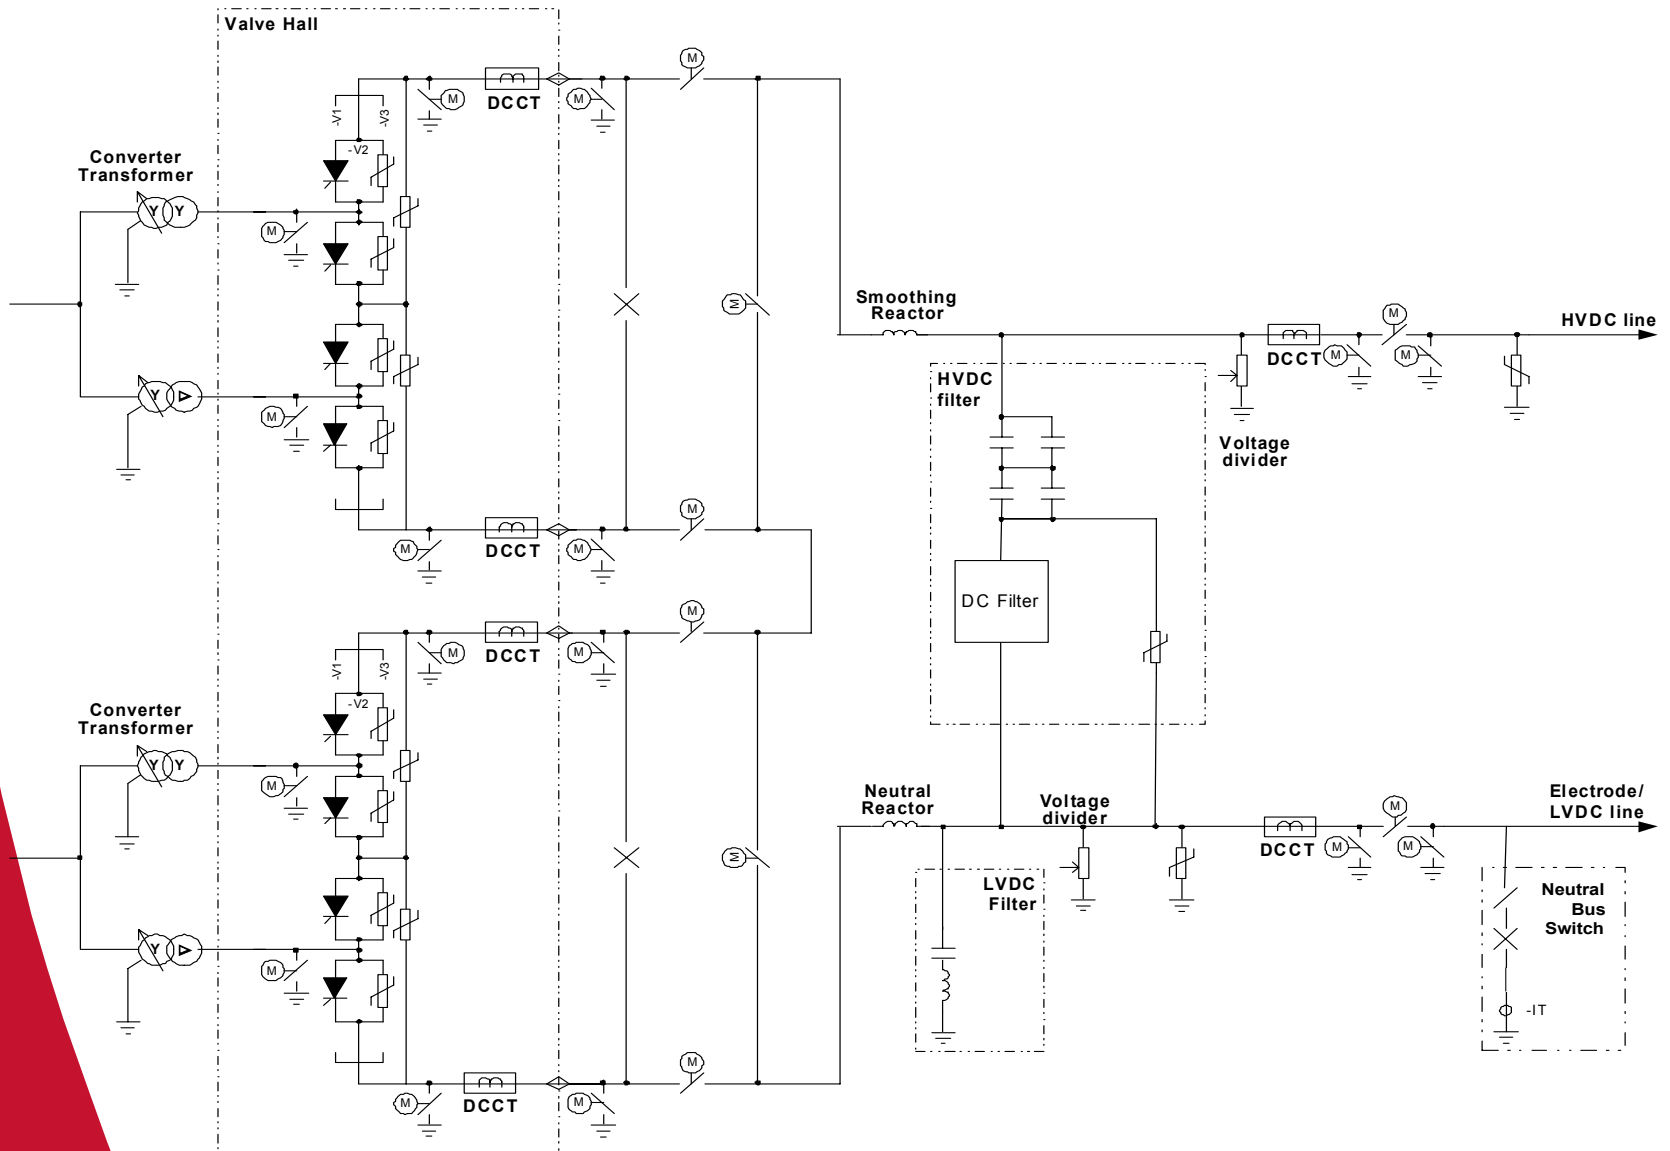 Valve Hall
M
-V1
-V3
M
DCCT
M
Converter
Transformer
-V2
Y
Y
M
M
Smoothing
Reactor
M
HVDC line
Y
M
HVDC
filter
DCCT
M
M
Voltage
divider
M
M
DCCT
M
DC Filter
M
-V1
-V3
M
DCCT
M
Converter
Transformer
-V2
Y
Y
M
Neutral
Reactor
Voltage
divider
M
Electrode/
LVDC line
M
DCCT
M
M
LVDC
Filter
Neutral
Bus
Switch
Y
M
-IT
M
M
DCCT
M